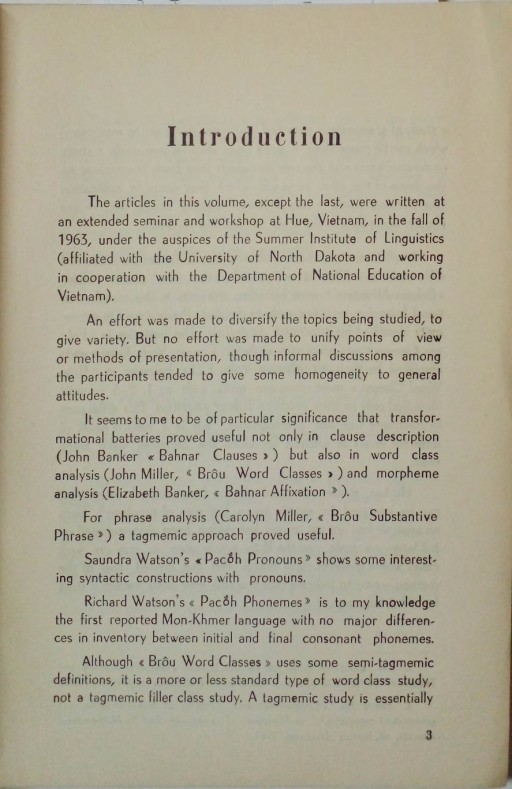 Introduction
The articles in this volume, except the last, were written at
an extended seminar and workshop at Hue, Vietnam, in the fall of
1963, under the auspices of the Summer Institute of Linguistics
(affiliated with the University of North Dakota and working
in cooperation with the Department of National Education of
Vietnam).
An effort was made to diversify the topics being studied, to
give variety. But no effort was made to unify points of view
or methods of presentation, though informal discussions among
the participants tended to give some homogeneity to general
attitudes.
It seems to me to be of particular significance that transfor-
mational batteries proved useful not only in clause description
(John Banker « Bahnar Clauses » ) but also in word class
analysis (John Miller, « Brôu Word Classes » ) and morpheme
analysis (Elizabeth Banker, « Bahnar Affixation » ).
For phrase analysis (Carolyn Miller, « Brôu Substantive
Phrase » ) a tagmemic approach proved useful.
Saundra Watson's « Pacŏ́h Pronouns » shows some interest-
ing syntactic constructions with pronouns.
Richard Watson's « Pacŏ́h Phonemes » is to my knowledge
the first reported Mon-Khmer language with no major differen-
ces in inventory between initial and final consonant phonemes.
Although « Brôu Word Classes » uses some semi-tagmemic
definitions, it is a more or less standard type of word class study,
not a tagmemic filler class study. A tagmemic study is essentially
3